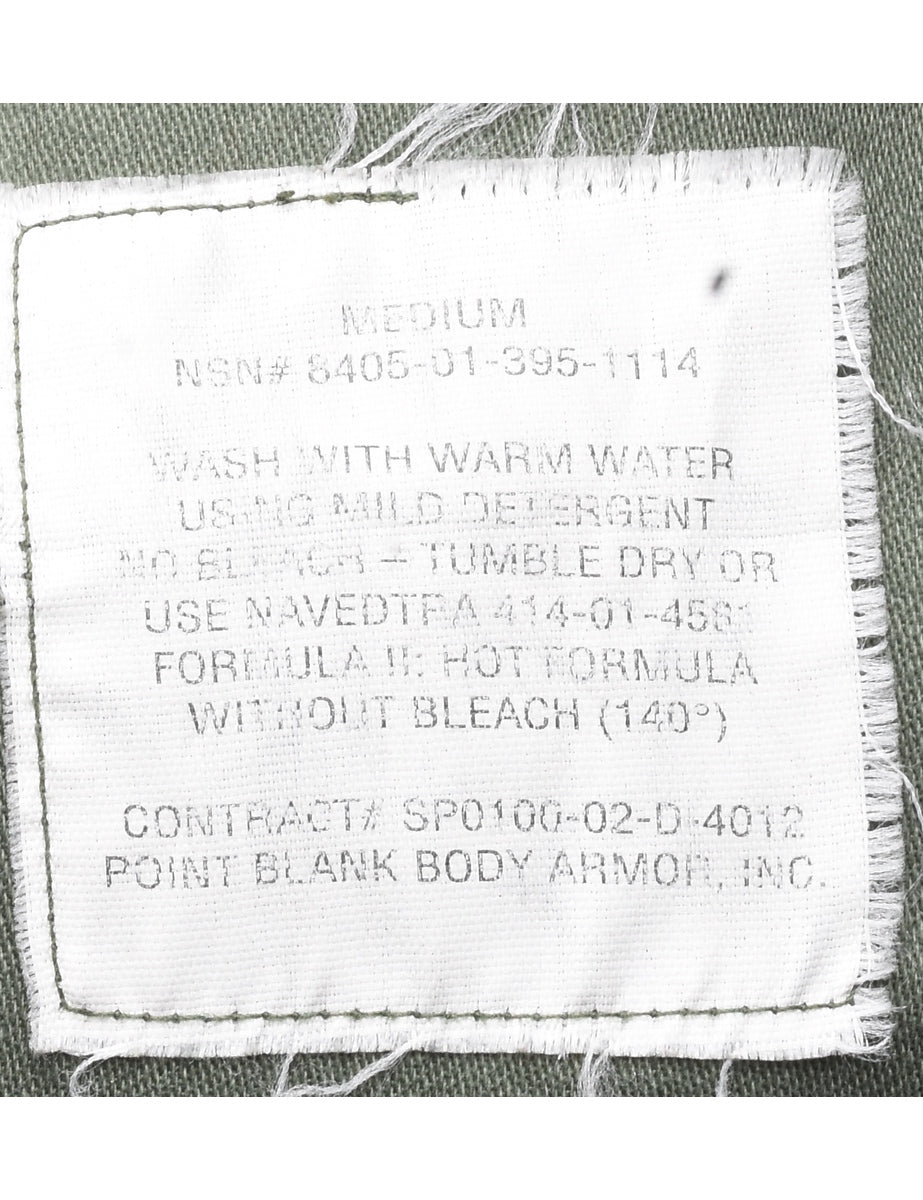 MEDIUM
NSN# 8405-01-395-1114
WASH WITH WARM WATER
USING MILD DETERGENT
NO BLEACH – TUMBLE DRY OR
USE NAVEDTRA 414-01-4581
FORMULA II: HOT FORMULA
WITHOUT BLEACH (140°)
CONTRACT# SP0100-02-D-4012
POINT BLANK BODY ARMOR, INC.